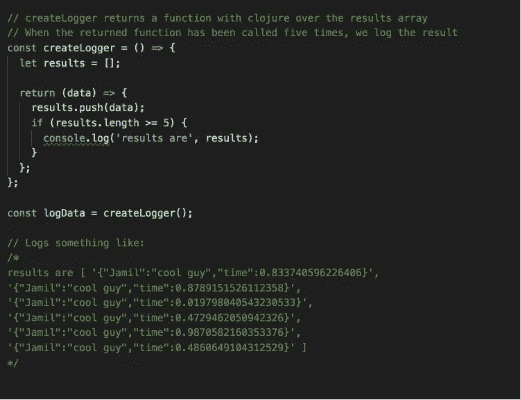 // createLogger returns a function with clojure over the results array
// When the returned function has been called five times, we log the result
const createLogger = () => {
let results = [];
return (data) => {
results.push(data);
if (results.length >= 5) {
console.log('results are', results);
}
};
};
const logData = createLogger();
// Logs something like:
/*
results are [ '{"Jamil":"cool guy","time":0.833740596226406}',
'{"Jamil":"cool guy","time":0.8789151526112358}',
'{"Jamil":"cool guy","time":0.019798040543230533}',
'{"Jamil":"cool guy","time":0.4729462050942326}',
'{"Jamil":"cool guy","time":0.9870582160353376}',
'{"Jamil":"cool guy","time":0.4860649104312529}' ]
*/